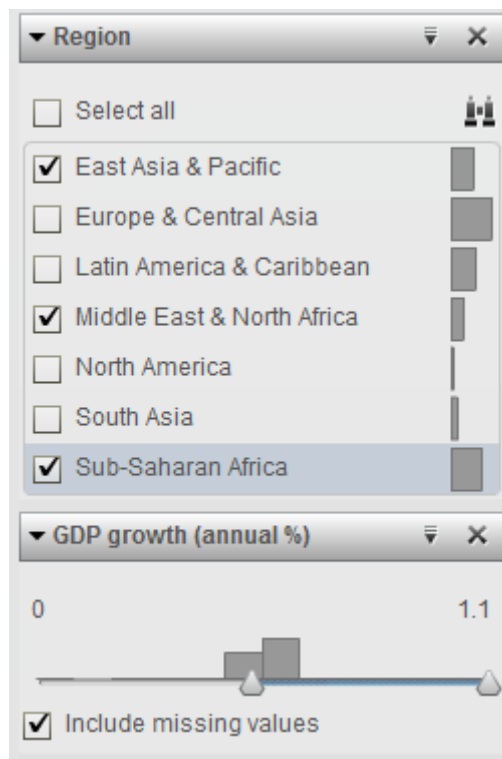 Region
Select all
East Asia & Pacific
Europe & Central Asia
Latin America & Caribbean
Middle East & North Africa
North America
South Asia
Sub-Saharan Africa
GDP growth (annual %)
0 1.1
Include missing values